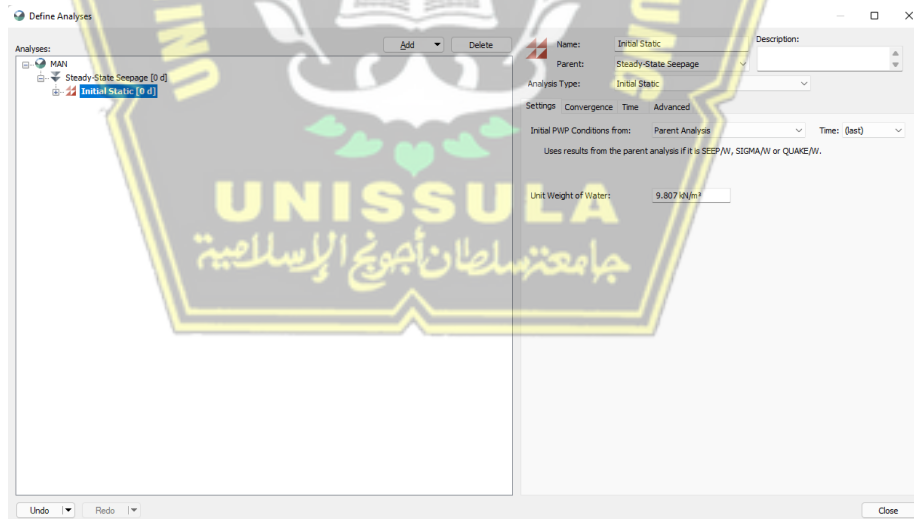 Define Analyses
Analyses:
Add
Delete
MAN
Steady-State Seepage [0 d]
Initial Static [0 d]
Name: Initial Static
Description:
Parent: Steady-State Seepage
Analysis Type: Initial Static
Settings Convergence Time Advanced
Initial PWP Conditions from: Parent Analysis Time: (last)
Uses results from the parent analysis if it is SEEP/W, SIGMA/W or QUAKE/W.
Unit Weight of Water: 9.807 kN/m³
UNISSULA
جامعة سلطان أجونج الإسلامية
Undo Redo Close